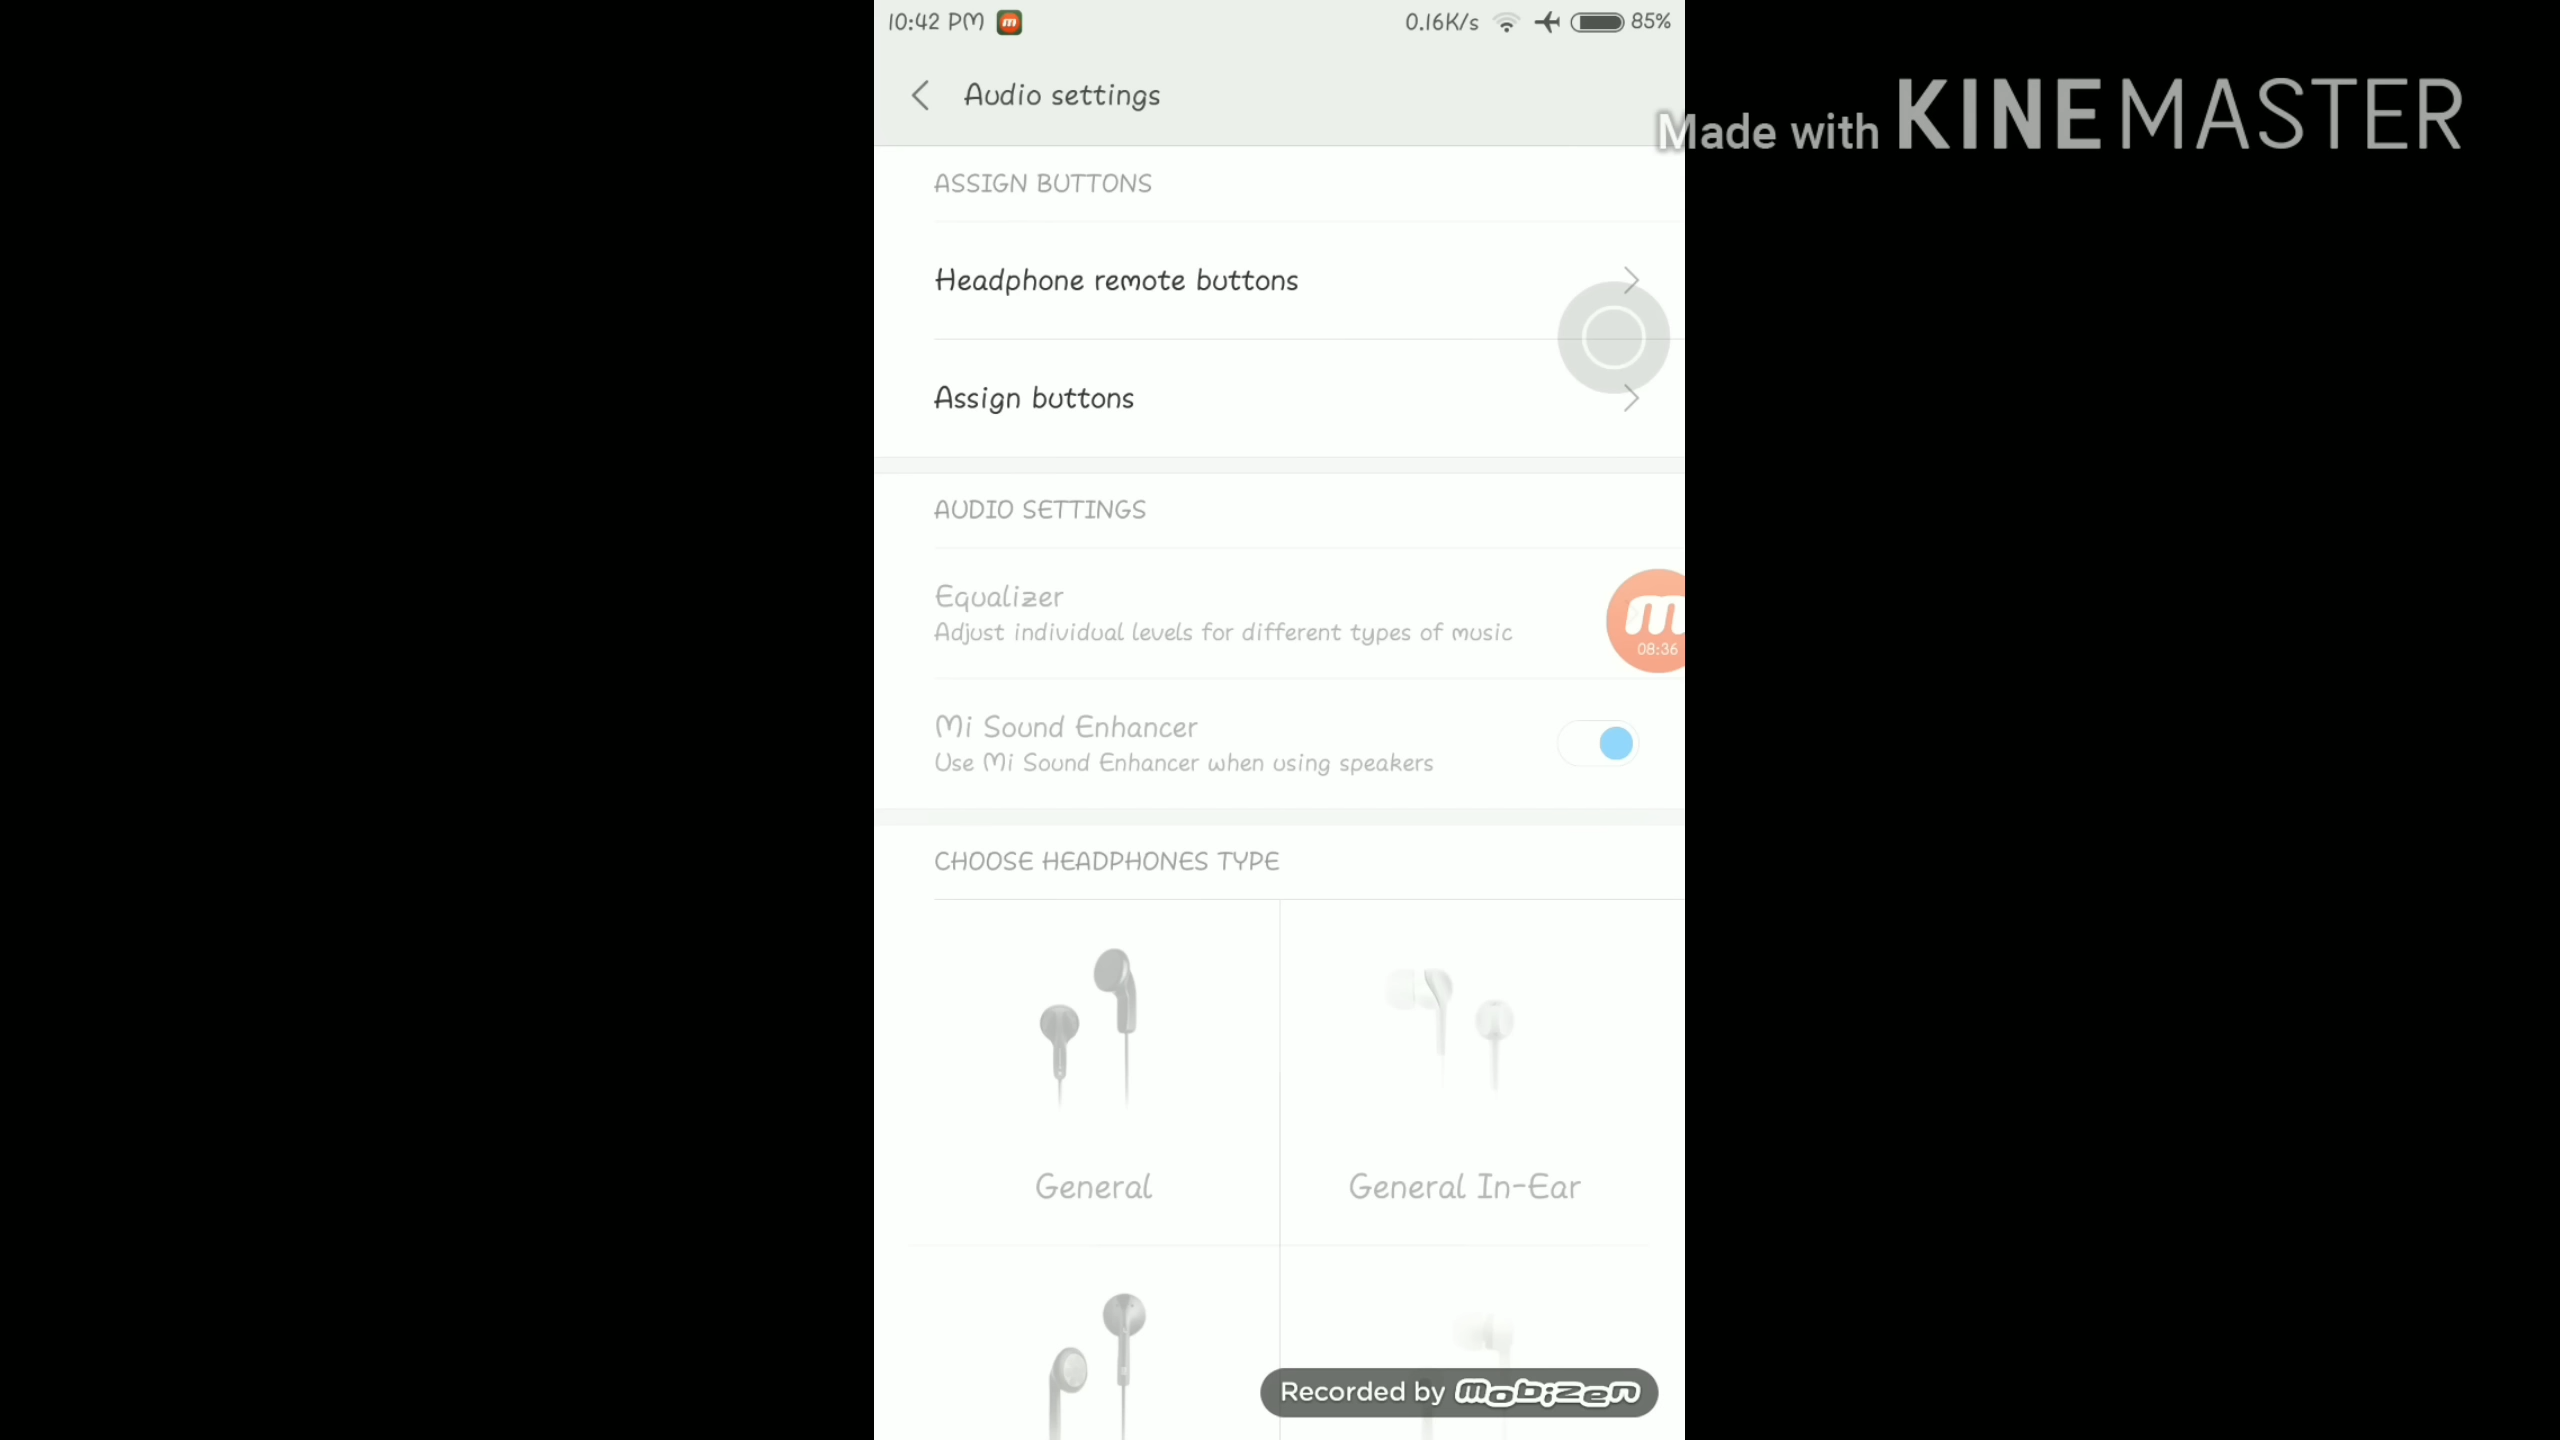 10:42 PM
0.16K/s
85%
Audio settings
Made with KINEMASTER
ASSIGN BUTTONS
Headphone remote buttons
Assign buttons
AUDIO SETTINGS
Equalizer
Adjust individual levels for different types of music
m
08:36
Mi Sound Enhancer
Use Mi Sound Enhancer when using speakers
CHOOSE HEADPHONES TYPE
General
General In-Ear
Recorded by mobizen